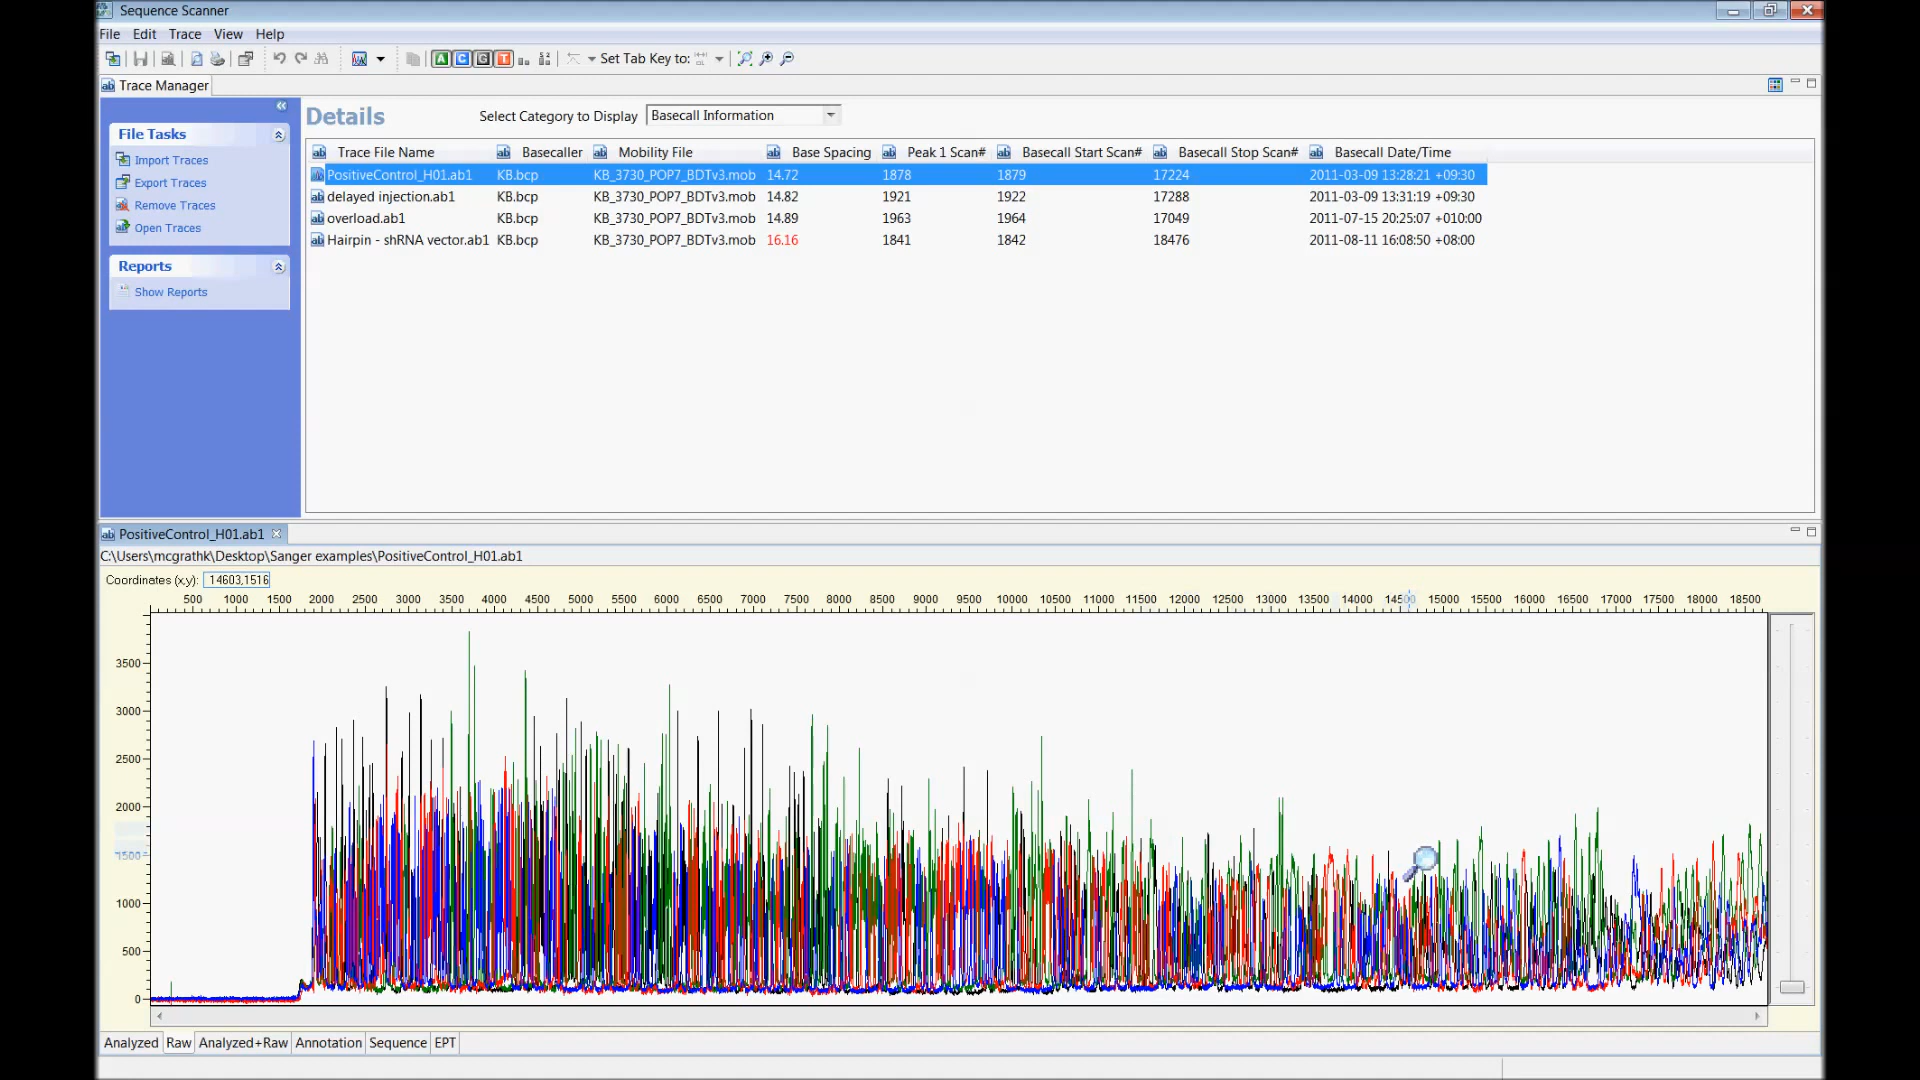 Sequence Scanner
File Edit Trace View Help
A C G T Set Tab Key to:
Trace Manager
File Tasks
Import Traces
Export Traces
Remove Traces
Open Traces
Reports
Show Reports
Details Select Category to Display Basecall Information
Trace File Name Basecaller Mobility File Base Spacing Peak 1 Scan# Basecall Start Scan# Basecall Stop Scan# Basecall Date/Time
PositiveControl_H01.ab1 KB.bcp KB_3730_POP7_BDTv3.mob 14.72 1878 1879 17224 2011-03-09 13:28:21 +09:30
delayed injection.ab1 KB.bcp KB_3730_POP7_BDTv3.mob 14.82 1921 1922 17288 2011-03-09 13:31:19 +09:30
overload.ab1 KB.bcp KB_3730_POP7_BDTv3.mob 14.89 1963 1964 17049 2011-07-15 20:25:07 +010:00
Hairpin - shRNA vector.ab1 KB.bcp KB_3730_POP7_BDTv3.mob 16.16 1841 1842 18476 2011-08-11 16:08:50 +08:00
PositiveControl_H01.ab1
C:\Users\mcgrathk\Desktop\Sanger examples\PositiveControl_H01.ab1
Coordinates (x,y): 14603,1516
500 1000 1500 2000 2500 3000 3500 4000 4500 5000 5500 6000 6500 7000 7500 8000 8500 9000 9500 10000 10500 11000 11500 12000 12500 13000 13500 14000 14500 15000 15500 16000 16500 17000 17500 18000 18500
3500
3000
2500
2000
1500
1000
500
0
Analyzed Raw Analyzed+Raw Annotation Sequence EPT